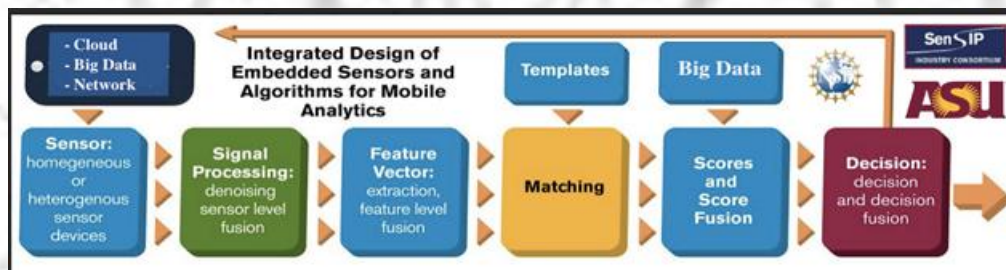 - Cloud
- Big Data
- Network
Integrated Design of
Embedded Sensors and
Algorithms for Mobile
Analytics
Templates
Big Data
SenSIP
INDUSTRY CONSORTIUM
ASU
Sensor:
homegeneous
or
heterogenous
sensor
devices
Signal
Processing:
denoising
sensor level
fusion
Feature
Vector:
extraction,
feature level
fusion
Matching
Scores
and
Score
Fusion
Decision:
decision
and decision
fusion